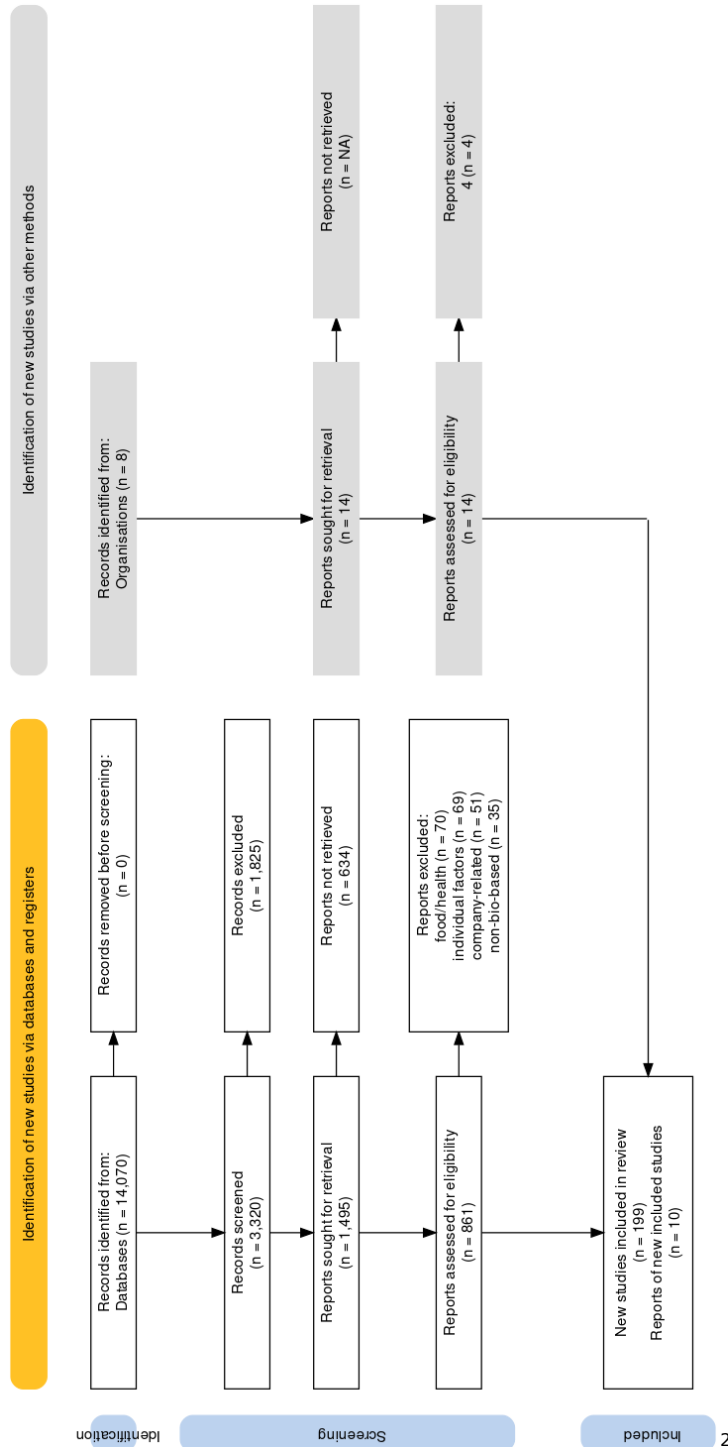 Identification of new studies via databases and registers
Identification of new studies via other methods
Identification
Records identified from:
Databases (n = 14,070)
Records removed before screening:
(n = 0)
Records identified from:
Organisations (n = 8)
Screening
Records screened
(n = 3,320)
Records excluded
(n = 1,825)
Reports sought for retrieval
(n = 1,495)
Reports not retrieved
(n = 634)
Reports sought for retrieval
(n = 14)
Reports not retrieved
(n = NA)
Reports assessed for eligibility
(n = 861)
Reports excluded:
food/health (n = 70)
individual factors (n = 69)
company-related (n = 51)
non-bio-based (n = 35)
Reports assessed for eligibility
(n = 14)
Reports excluded:
4 (n = 4)
Included
New studies included in review
(n = 199)
Reports of new included studies
(n = 10)
2